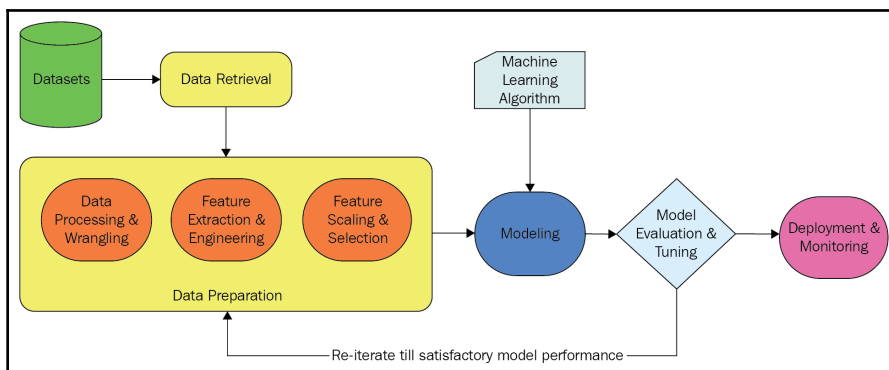 Datasets
Data Retrieval
Machine
Learning
Algorithm
Data
Processing &
Wrangling
Feature
Extraction &
Engineering
Feature
Scaling &
Selection
Data Preparation
Modeling
Model
Evaluation &
Tuning
Deployment &
Monitoring
Re-iterate till satisfactory model performance